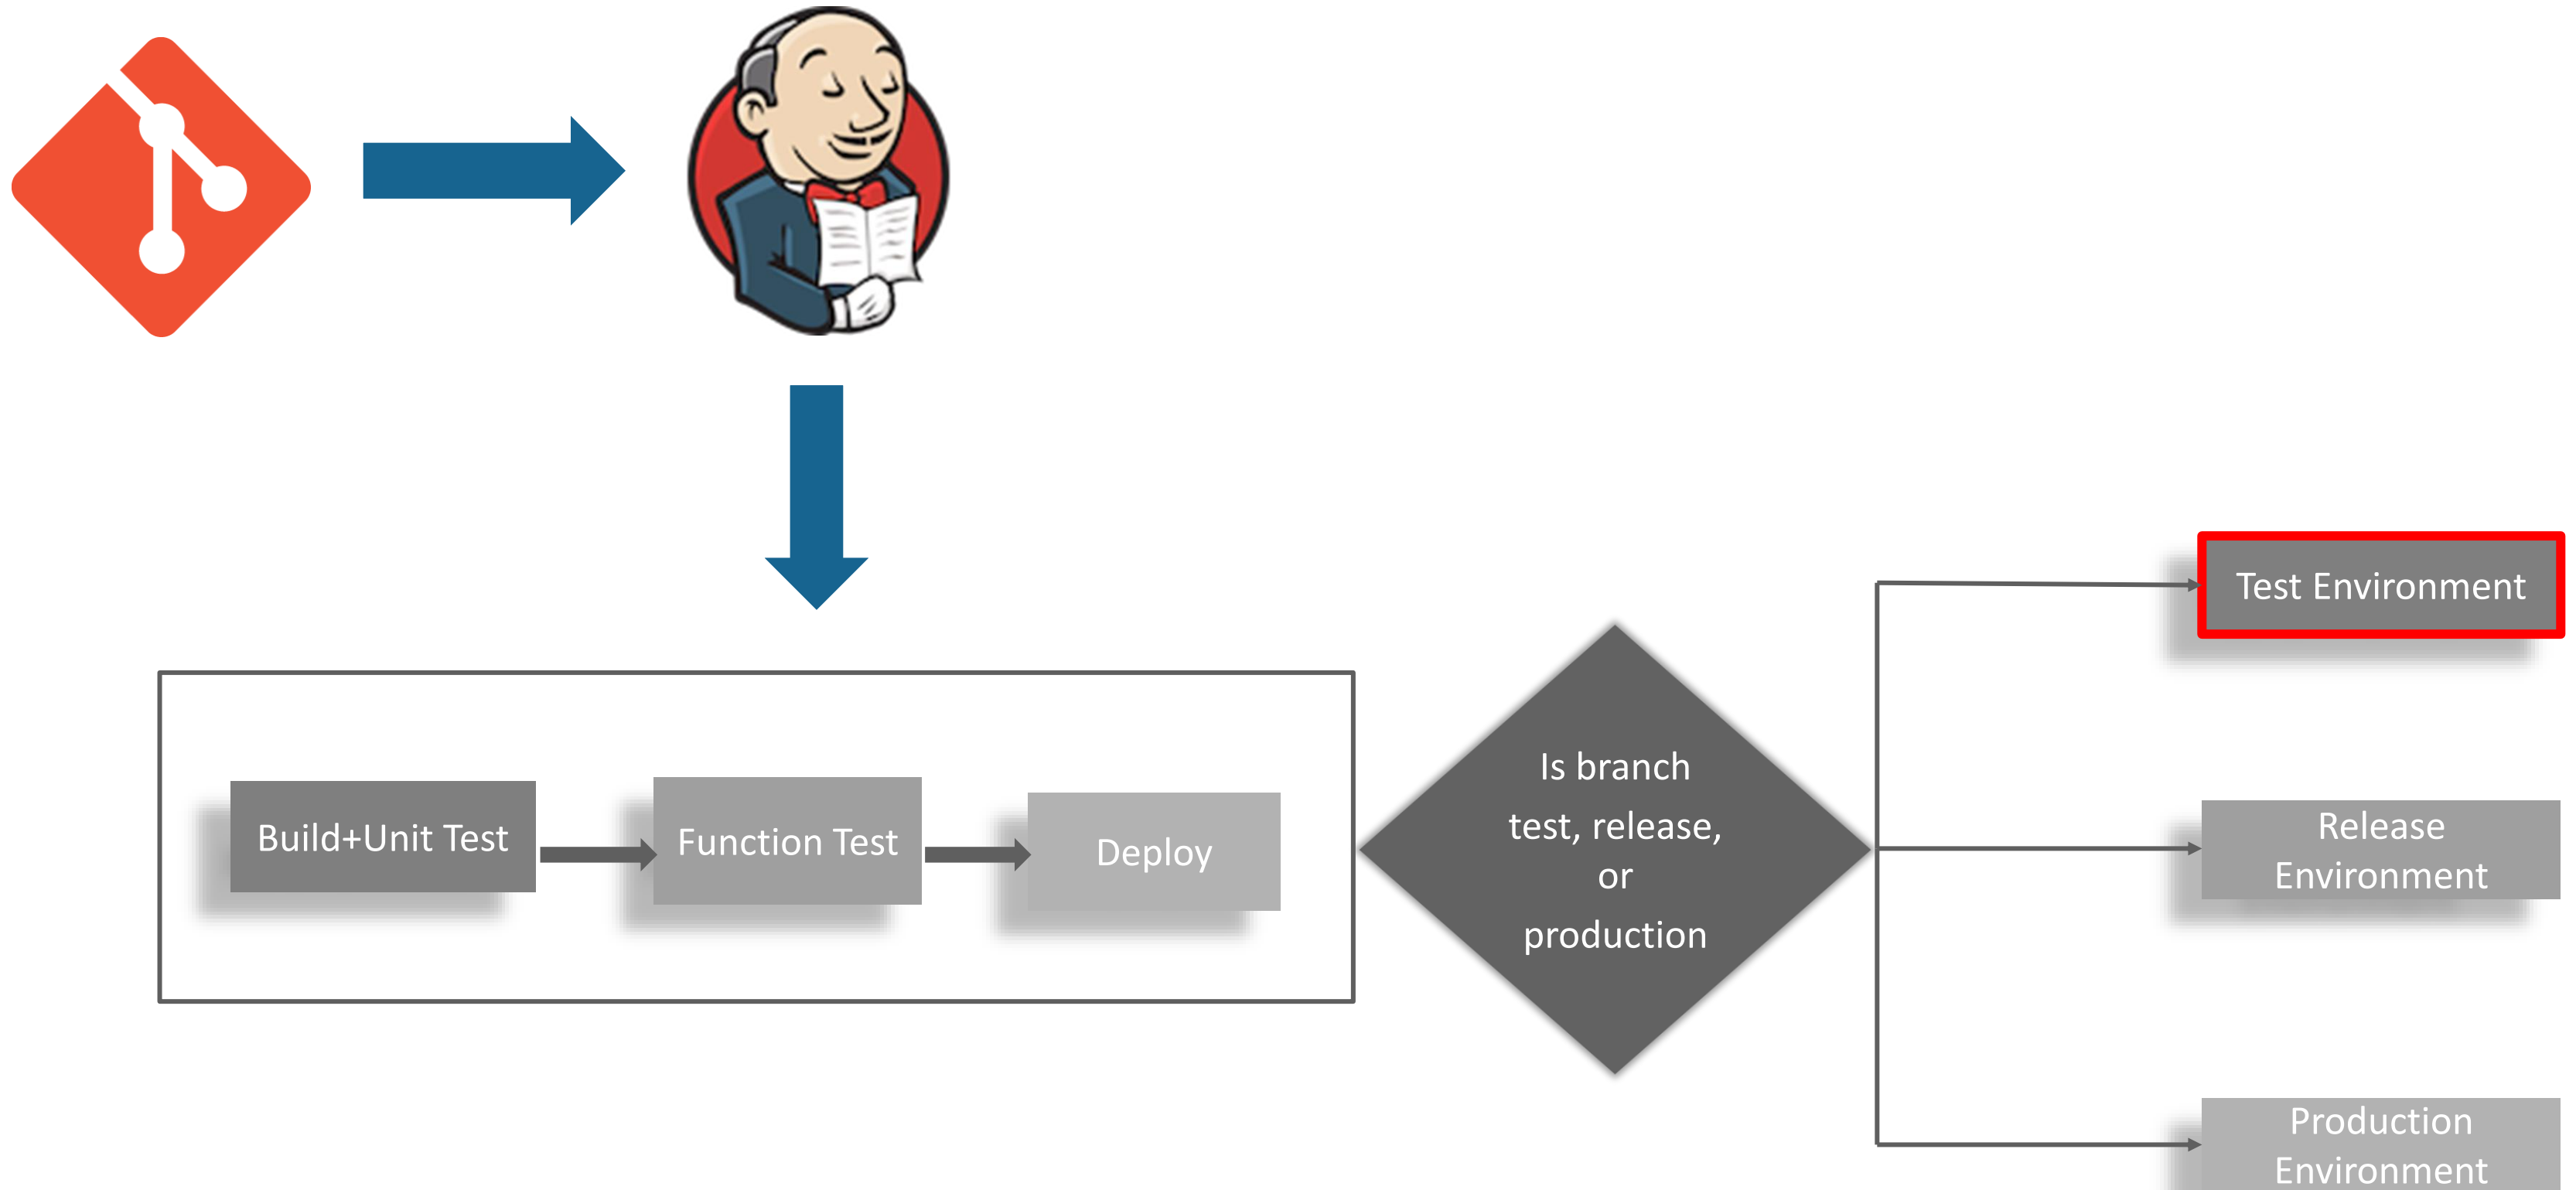 Build+Unit Test
Function Test
Deploy
Is branch
test, release,
or
production
Test Environment
Release
Environment
Production
Environment